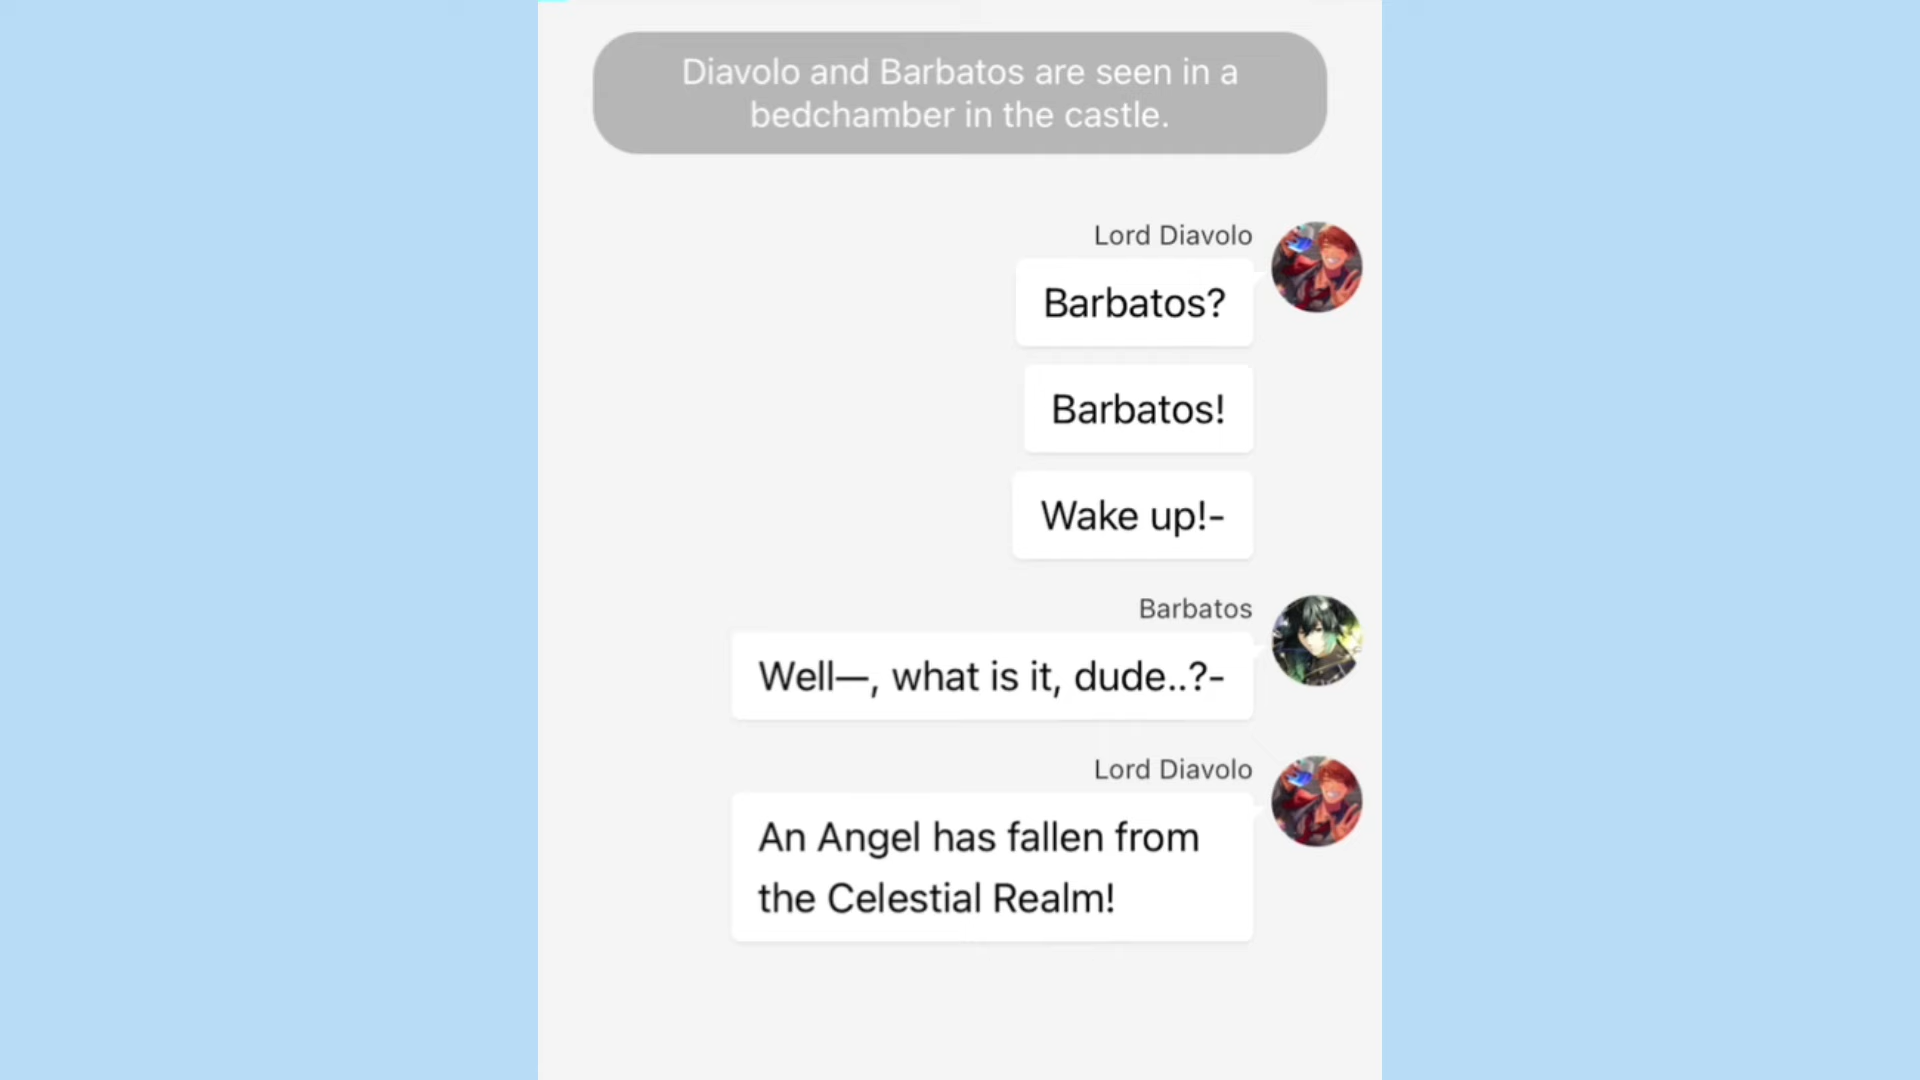 Diavolo and Barbatos are seen in a
bedchamber in the castle.
Lord Diavolo
Barbatos?
Barbatos!
Wake up!-
Barbatos
Well—, what is it, dude..?-
Lord Diavolo
An Angel has fallen from
the Celestial Realm!